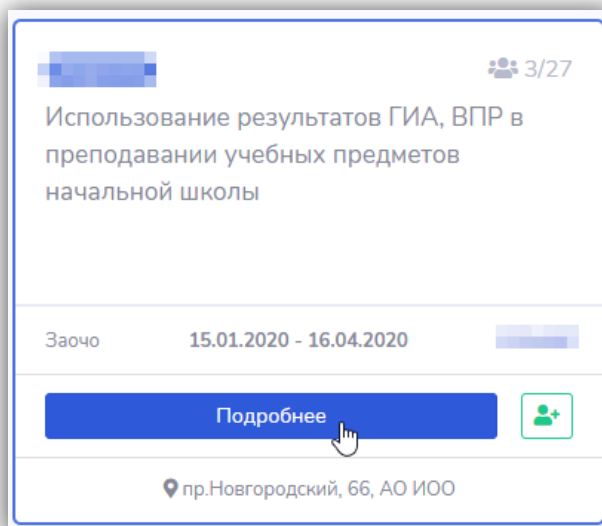 3/27
Использование результатов ГИА, ВПР в
преподавании учебных предметов
начальной школы
Заочо 15.01.2020 - 16.04.2020
Подробнее
пр.Новгородский, 66, АО ИОО